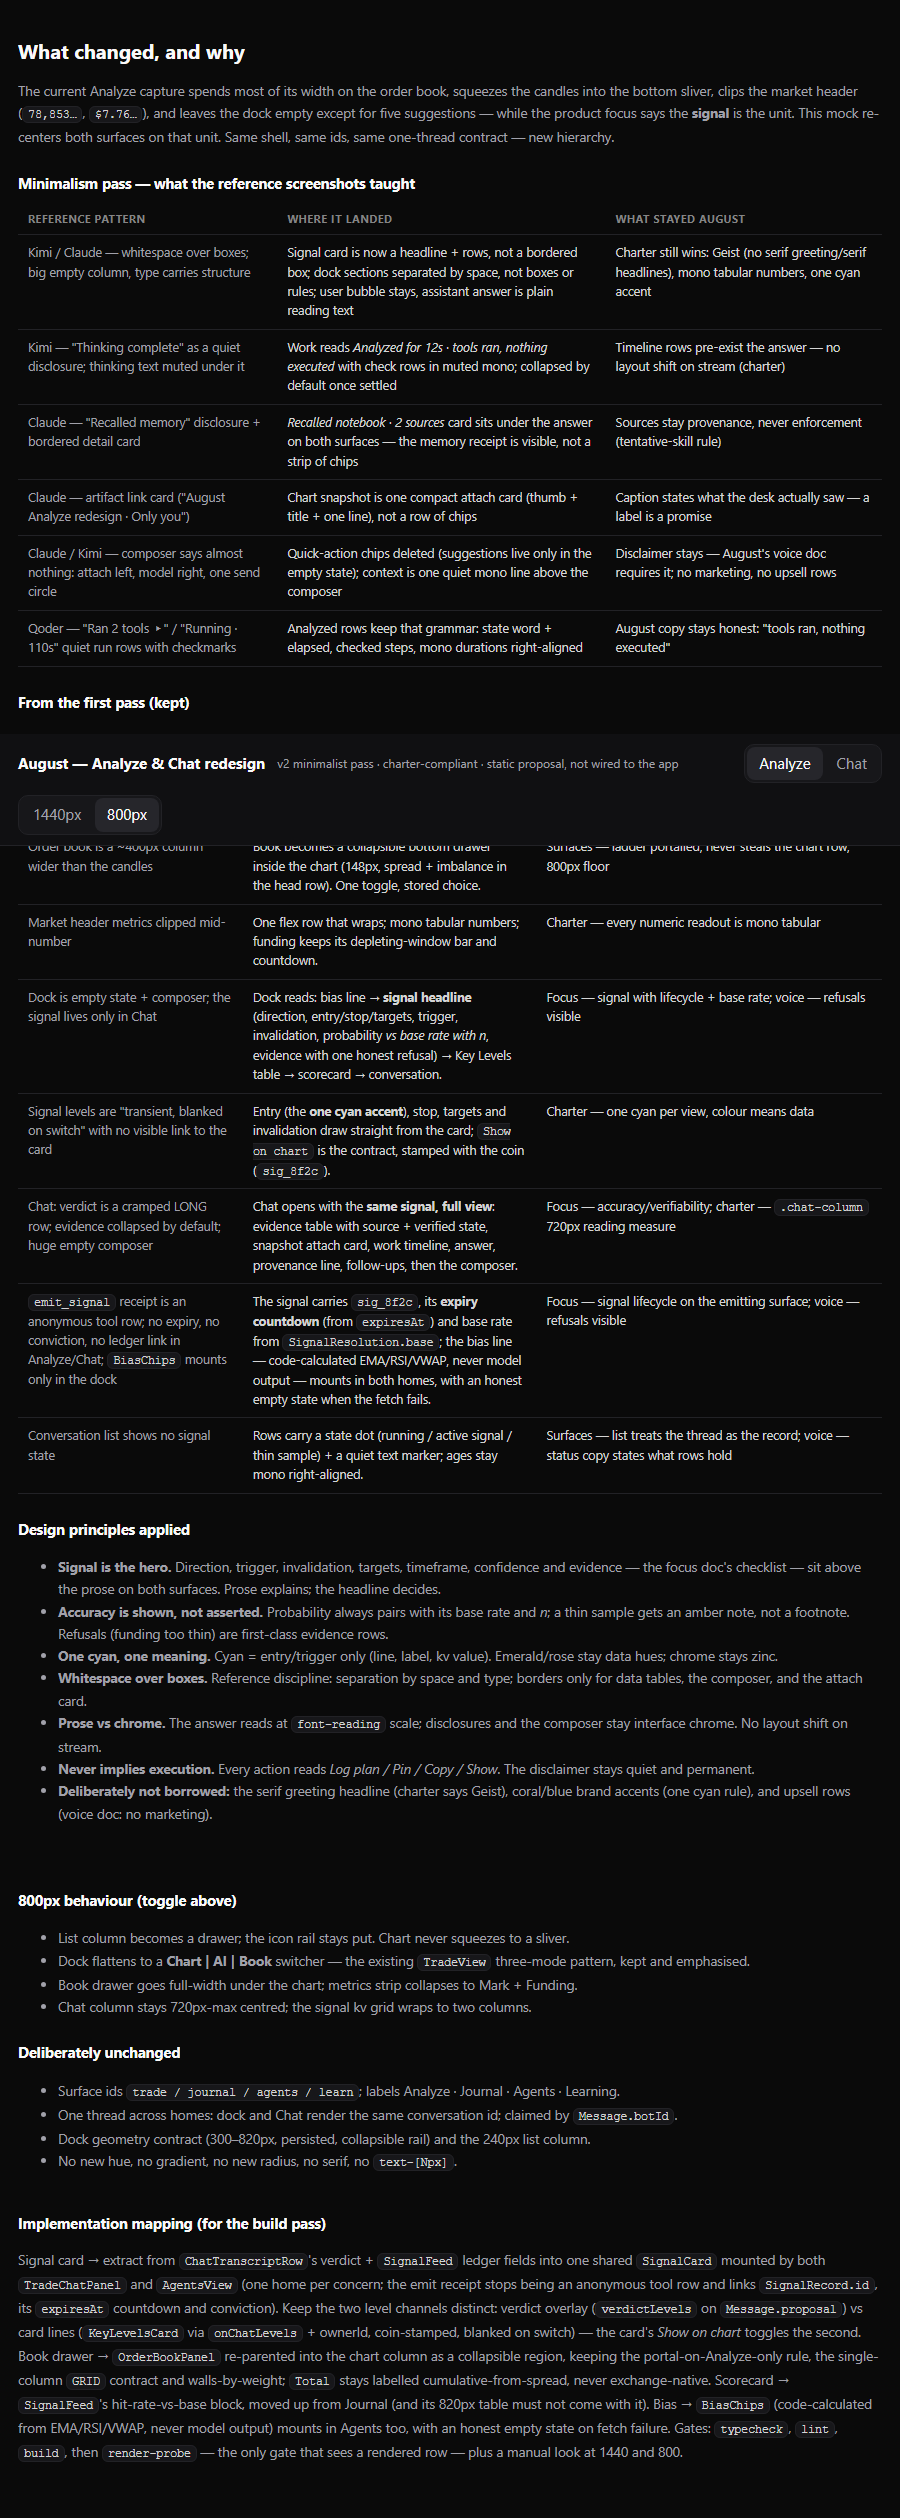 What changed, and why
The current Analyze capture spends most of its width on the order book, squeezes the candles into the bottom sliver, clips the market header
( 78,853… , $7.76… ), and leaves the dock empty except for five suggestions — while the product focus says the signal is the unit. This mock re-
centers both surfaces on that unit. Same shell, same ids, same one-thread contract — new hierarchy.
Minimalism pass — what the reference screenshots taught
REFERENCE PATTERN
WHERE IT LANDED
WHAT STAYED AUGUST
Kimi / Claude — whitespace over boxes;
big empty column, type carries structure
Signal card is now a headline + rows, not a bordered
box; dock sections separated by space, not boxes or
rules; user bubble stays, assistant answer is plain
reading text
Charter still wins: Geist (no serif greeting/serif
headlines), mono tabular numbers, one cyan
accent
Kimi — "Thinking complete" as a quiet
disclosure; thinking text muted under it
Work reads Analyzed for 12s · tools ran, nothing
executed with check rows in muted mono; collapsed by
default once settled
Timeline rows pre-exist the answer — no
layout shift on stream (charter)
Claude — "Recalled memory" disclosure +
bordered detail card
Recalled notebook · 2 sources card sits under the answer
on both surfaces — the memory receipt is visible, not a
strip of chips
Sources stay provenance, never enforcement
(tentative-skill rule)
Claude — artifact link card ("August
Analyze redesign · Only you")
Chart snapshot is one compact attach card (thumb +
title + one line), not a row of chips
Caption states what the desk actually saw — a
label is a promise
Claude / Kimi — composer says almost
nothing: attach left, model right, one send
circle
Quick-action chips deleted (suggestions live only in the
empty state); context is one quiet mono line above the
composer
Disclaimer stays — August's voice doc
requires it; no marketing, no upsell rows
Qoder — "Ran 2 tools ▸" / "Running ·
110s" quiet run rows with checkmarks
Analyzed rows keep that grammar: state word +
elapsed, checked steps, mono durations right-aligned
August copy stays honest: "tools ran, nothing
executed"
From the first pass (kept)
August — Analyze & Chat redesign
v2 minimalist pass · charter-compliant · static proposal, not wired to the app
Analyze
Chat
1440px
800px
Order book is a ~400px column
wider than the candles
Book becomes a collapsible bottom drawer
inside the chart (148px, spread + imbalance in
the head row). One toggle, stored choice.
Surfaces — ladder portalled, never steals the chart row;
800px floor
Market header metrics clipped mid-
number
One flex row that wraps; mono tabular numbers;
funding keeps its depleting-window bar and
countdown.
Charter — every numeric readout is mono tabular
Dock is empty state + composer; the
signal lives only in Chat
Dock reads: bias line → signal headline
(direction, entry/stop/targets, trigger,
invalidation, probability vs base rate with n,
evidence with one honest refusal) → Key Levels
table → scorecard → conversation.
Focus — signal with lifecycle + base rate; voice — refusals
visible
Signal levels are "transient, blanked
on switch" with no visible link to the
card
Entry (the one cyan accent), stop, targets and
invalidation draw straight from the card; Show
on chart is the contract, stamped with the coin
( sig_8f2c ).
Charter — one cyan per view, colour means data
Chat: verdict is a cramped LONG
row; evidence collapsed by default;
huge empty composer
Chat opens with the same signal, full view:
evidence table with source + verified state,
snapshot attach card, work timeline, answer,
provenance line, follow-ups, then the composer.
Focus — accuracy/verifiability; charter — .chat-column
720px reading measure
emit_signal receipt is an
anonymous tool row; no expiry, no
conviction, no ledger link in
Analyze/Chat; BiasChips mounts
only in the dock
The signal carries sig_8f2c , its expiry
countdown (from expiresAt ) and base rate
from SignalResolution.base ; the bias line
— code-calculated EMA/RSI/VWAP, never model
output — mounts in both homes, with an honest
empty state when the fetch fails.
Focus — signal lifecycle on the emitting surface; voice —
refusals visible
Conversation list shows no signal
state
Rows carry a state dot (running / active signal /
thin sample) + a quiet text marker; ages stay
mono right-aligned.
Surfaces — list treats the thread as the record; voice —
status copy states what rows hold
Design principles applied
• Signal is the hero. Direction, trigger, invalidation, targets, timeframe, confidence and evidence — the focus doc's checklist — sit above
the prose on both surfaces. Prose explains; the headline decides.
• Accuracy is shown, not asserted. Probability always pairs with its base rate and n; a thin sample gets an amber note, not a footnote.
Refusals (funding too thin) are first-class evidence rows.
• One cyan, one meaning. Cyan = entry/trigger only (line, label, kv value). Emerald/rose stay data hues; chrome stays zinc.
• Whitespace over boxes. Reference discipline: separation by space and type; borders only for data tables, the composer, and the attach
card.
• Prose vs chrome. The answer reads at font-reading scale; disclosures and the composer stay interface chrome. No layout shift on
stream.
• Never implies execution. Every action reads Log plan / Pin / Copy / Show. The disclaimer stays quiet and permanent.
• Deliberately not borrowed: the serif greeting headline (charter says Geist), coral/blue brand accents (one cyan rule), and upsell rows
(voice doc: no marketing).
800px behaviour (toggle above)
• List column becomes a drawer; the icon rail stays put. Chart never squeezes to a sliver.
• Dock flattens to a Chart | AI | Book switcher — the existing TradeView three-mode pattern, kept and emphasised.
• Book drawer goes full-width under the chart; metrics strip collapses to Mark + Funding.
• Chat column stays 720px-max centred; the signal kv grid wraps to two columns.
Deliberately unchanged
• Surface ids trade / journal / agents / learn ; labels Analyze · Journal · Agents · Learning.
• One thread across homes: dock and Chat render the same conversation id; claimed by Message.botId .
• Dock geometry contract (300–820px, persisted, collapsible rail) and the 240px list column.
• No new hue, no gradient, no new radius, no serif, no text-[Npx] .
Implementation mapping (for the build pass)
Signal card → extract from ChatTranscriptRow 's verdict + SignalFeed ledger fields into one shared SignalCard mounted by both
TradeChatPanel and AgentsView (one home per concern; the emit receipt stops being an anonymous tool row and links SignalRecord.id ,
its expiresAt countdown and conviction). Keep the two level channels distinct: verdict overlay ( verdictLevels on Message.proposal ) vs
card lines ( KeyLevelsCard via onChatLevels + ownerId, coin-stamped, blanked on switch) — the card's Show on chart toggles the second.
Book drawer → OrderBookPanel re-parented into the chart column as a collapsible region, keeping the portal-on-Analyze-only rule, the single-
column GRID contract and walls-by-weight; Total stays labelled cumulative-from-spread, never exchange-native. Scorecard →
SignalFeed 's hit-rate-vs-base block, moved up from Journal (and its 820px table must not come with it). Bias → BiasChips (code-calculated
from EMA/RSI/VWAP, never model output) mounts in Agents too, with an honest empty state on fetch failure. Gates: typecheck , lint ,
build , then render-probe — the only gate that sees a rendered row — plus a manual look at 1440 and 800.